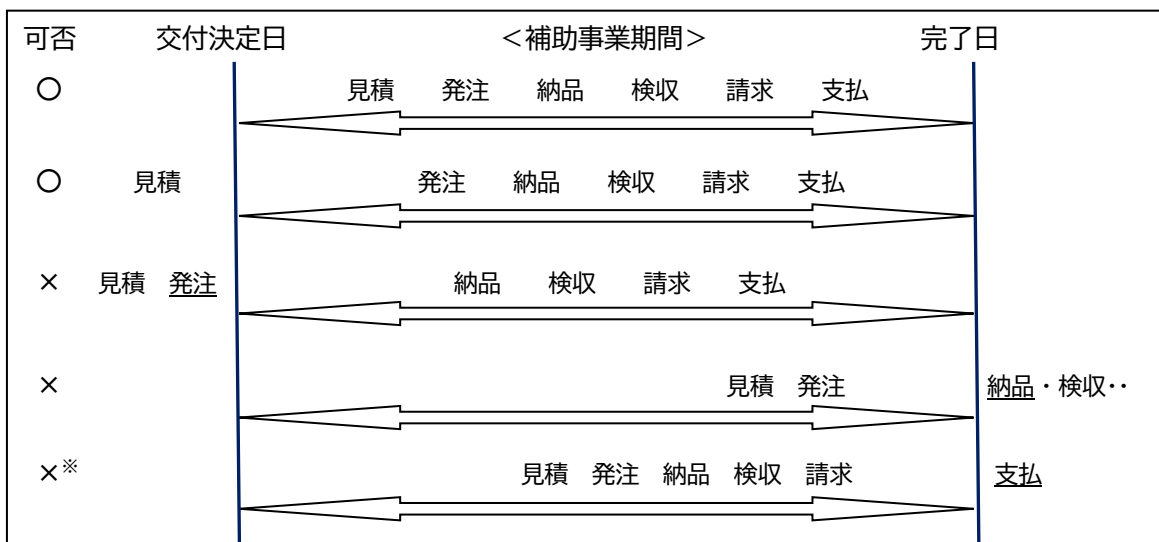 可否 交付決定日 ＜補助事業期間＞ 完了日
○ 見積 発注 納品 検収 請求 支払
○ 見積 発注 納品 検収 請求 支払
× 見積 発注 納品 検収 請求 支払
× 見積 発注 納品・検収‥
×※ 見積 発注 納品 検収 請求 支払